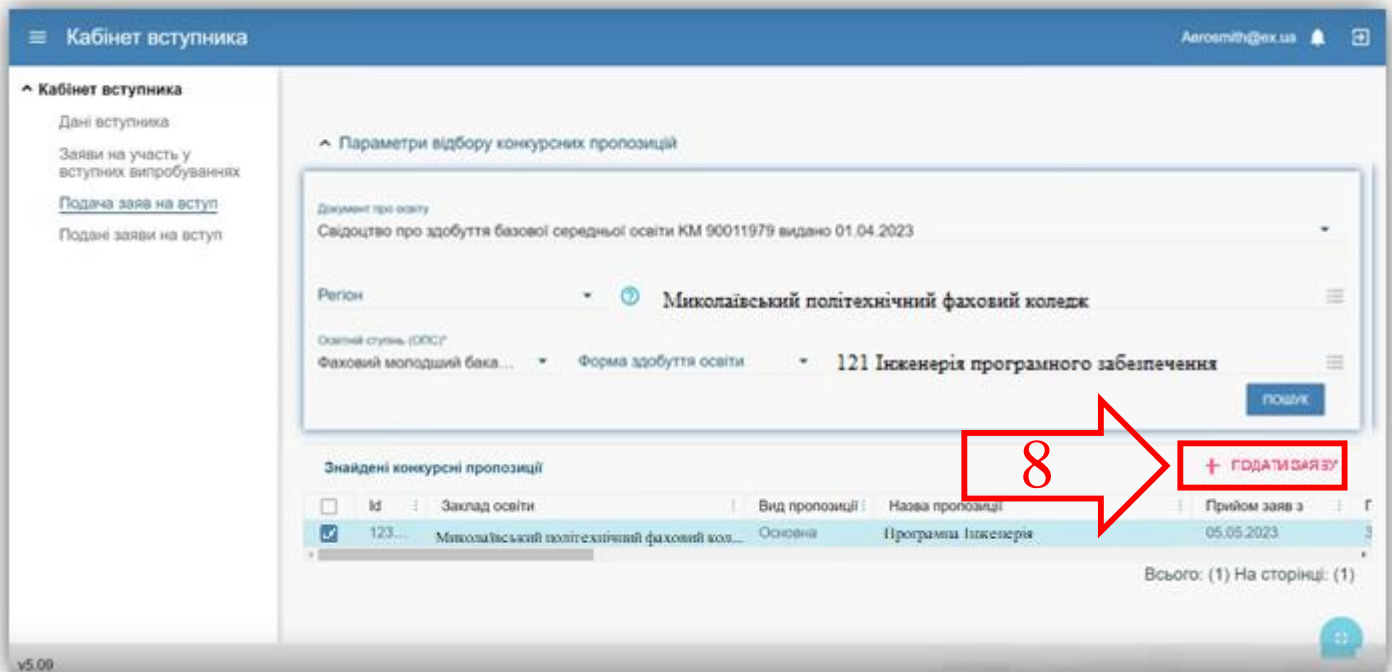 Кабінет вступника
Aerosmith@ex.ua
Кабінет вступника
Дані вступника
Заяви на участь у
вступних випробуваннях
Подача заяв на вступ
Подані заяви на вступ
Параметри відбору конкурсних пропозицій
Документ про освіту
Свідоцтво про здобуття базової середньої освіти КМ 90011979 видано 01.04.2023
Регіон
Миколаївський політехнічний фаховий коледж
Освітній ступінь (ОПС)*
Фаховий молодший бака...
Форма здобуття освіти
121 Інженерія програмного забезпечення
ПОШУК
8
Знайдені конкурсні пропозиції
+ ПОДАТИ ЗАЯВУ
Id Заклад освіти Вид пропозиції Назва пропозиції Прийом заяв з П
123... Миколаївський політехнічний фаховий кол... Основна Програмна Інженерія 05.05.2023 3
Всього: (1) На сторінці: (1)
v5.09